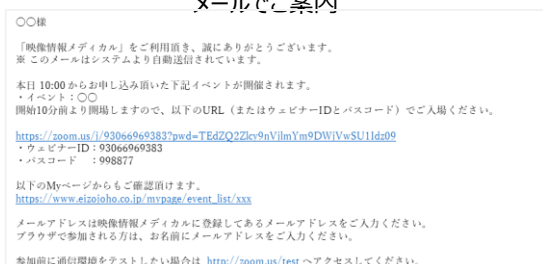 メールでご案内
○○様
「映像情報メディカル」をご利用頂き、誠にありがとうございます。
※ このメールはシステムより自動送信されています。
本日 10:00 からお申し込み頂いた下記イベントが開催されます。
・イベント：○○
開始10分前より開場しますので、以下のURL（またはウェビナーIDとパスコード）でご入場ください。
https://zoom.us/j/93066969383?pwd=TEdZQ2Zlcy9nVjlmYm9DWjVwSU1Idz09
・ウェビナーID：93066969383
・パスコード　：998877
以下のMyページからもご確認頂けます。
https://www.eizojoho.co.jp/mypage/event_list/xxx
メールアドレスは映像情報メディカルに登録してあるメールアドレスをご入力ください。
ブラウザで参加される方は、お名前にメールアドレスをご入力ください。
参加前に通信環境をテストしたい場合は http://zoom.us/test へアクセスしてください。